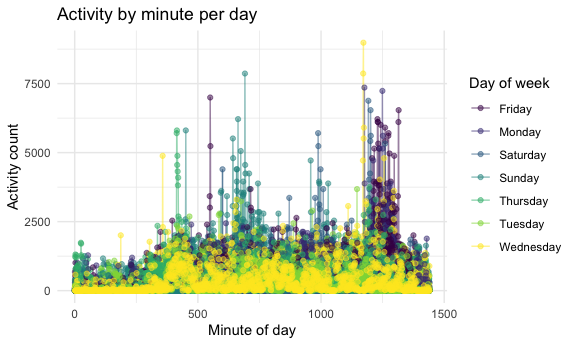 Activity by minute per day
Activity count
7500
5000
2500
0
0
500
1000
1500
Minute of day
Day of week
Friday
Monday
Saturday
Sunday
Thursday
Tuesday
Wednesday